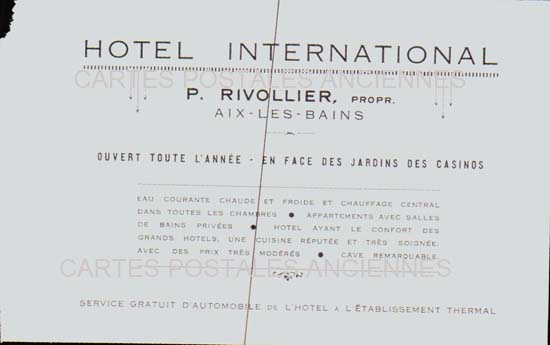 HOTEL INTERNATIONAL
CARTES POSTALES ANCIENNES
P. RIVOLLIER, PROPR.
AIX-LES-BAINS
OUVERT TOUTE L'ANNÉE - EN FACE DES JARDINS DES CASINOS
EAU COURANTE CHAUDE ET FROIDE ET CHAUFFAGE CENTRAL
DANS TOUTES LES CHAMBRES ● APPARTEMENTS AVEC SALLES
DE BAINS PRIVÉES ● HOTEL AYANT LE CONFORT DES
GRANDS HOTELS, UNE CUISINE RÉPUTÉE ET TRÈS SOIGNÉE,
AVEC DES PRIX TRÈS MODÉRÉS ● CAVE REMARQUABLE
CARTES POSTALES ANCIENNES
SERVICE GRATUIT D'AUTOMOBILE DE L'HOTEL A L'ÉTABLISSEMENT THERMAL